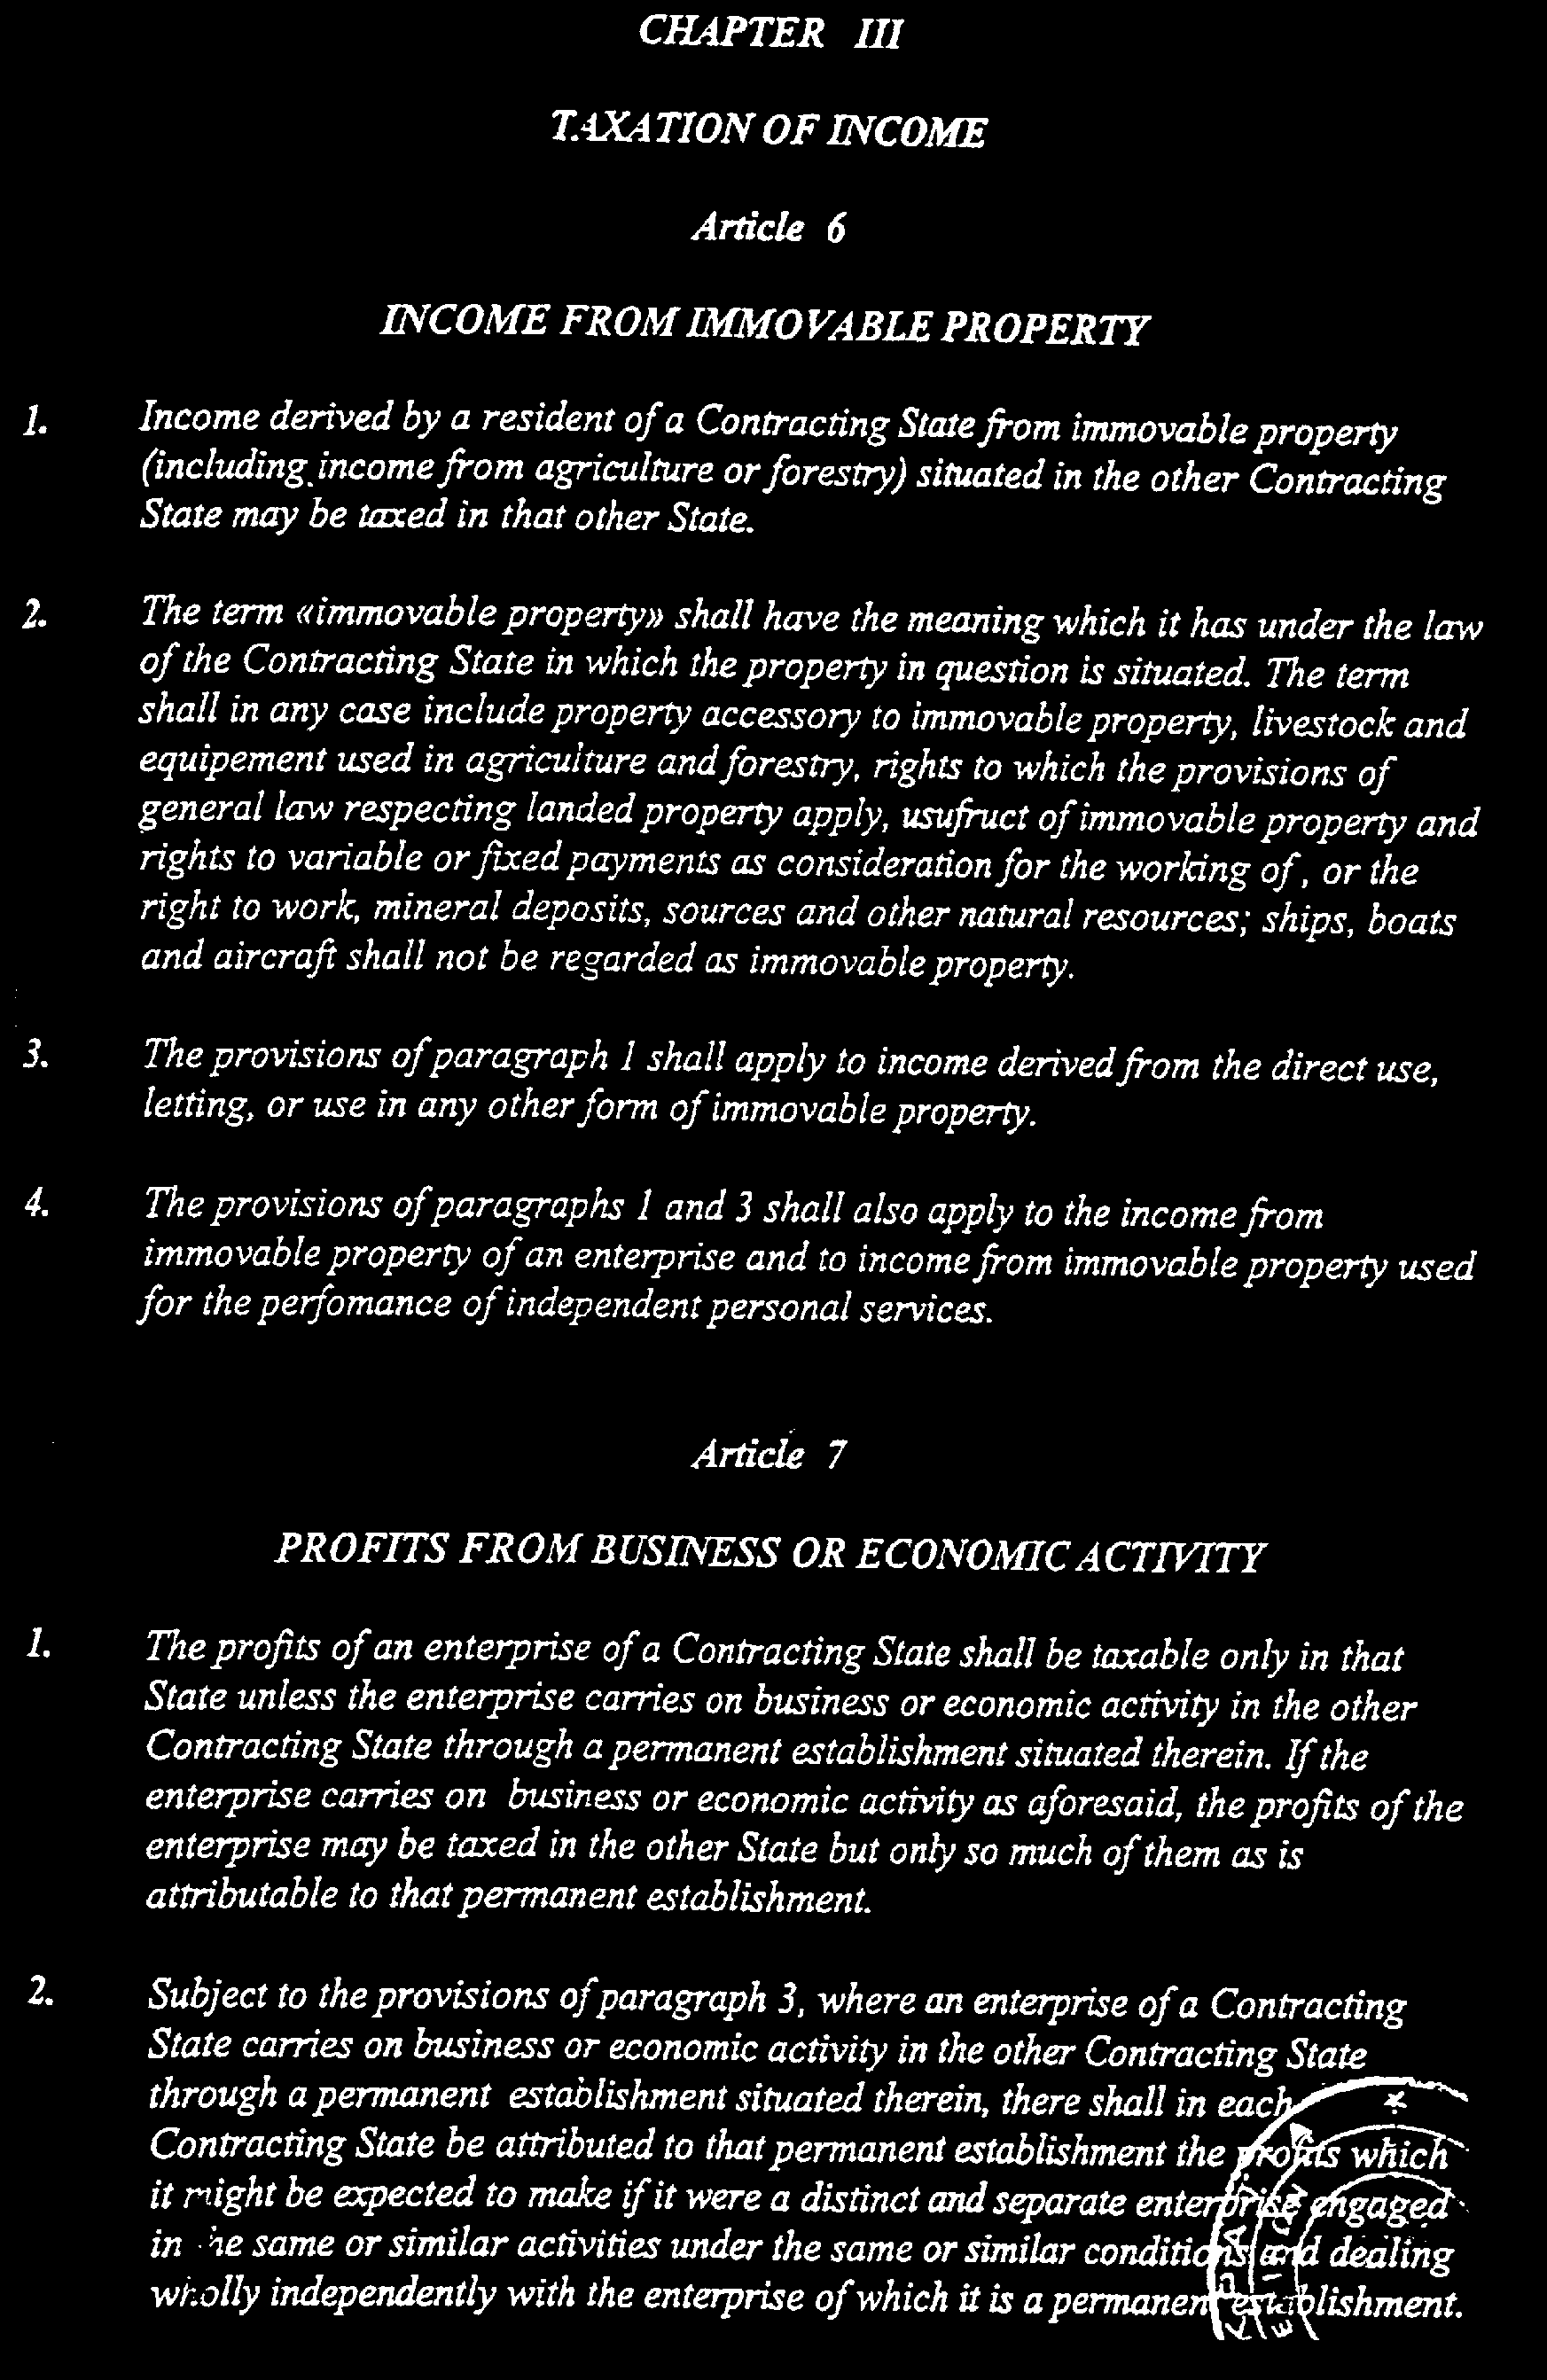 CHAPTER III
TAXATION OF INCOME
Article 6
INCOME FROM IMMOVABLE PROPERTY
1. Income derived by a resident of a Contracting State from immovable property
(including income from agriculture or forestry) situated in the other Contracting
State may be taxed in that other State.
2. The term «immovable property» shall have the meaning which it has under the law
of the Contracting State in which the property in question is situated. The term
shall in any case include property accessory to immovable property, livestock and
equipement used in agriculture and forestry, rights to which the provisions of
general law respecting landed property apply, usufruct of immovable property and
rights to variable or fixed payments as consideration for the working of, or the
right to work, mineral deposits, sources and other natural resources; ships, boats
and aircraft shall not be regarded as immovable property.
3. The provisions of paragraph 1 shall apply to income derived from the direct use,
letting, or use in any other form of immovable property.
4. The provisions of paragraphs 1 and 3 shall also apply to the income from
immovable property of an enterprise and to income from immovable property used
for the perfomance of independent personal services.
Article 7
PROFITS FROM BUSINESS OR ECONOMIC ACTIVITY
1. The profits of an enterprise of a Contracting State shall be taxable only in that
State unless the enterprise carries on business or economic activity in the other
Contracting State through a permanent establishment situated therein. If the
enterprise carries on business or economic activity as aforesaid, the profits of the
enterprise may be taxed in the other State but only so much of them as is
attributable to that permanent establishment.
2. Subject to the provisions of paragraph 3, where an enterprise of a Contracting
State carries on business or economic activity in the other Contracting State
through a permanent establishment situated therein, there shall in each
Contracting State be attributed to that permanent establishment the profits which
it might be expected to make if it were a distinct and separate enterprise engaged
in the same or similar activities under the same or similar conditions and dealing
wholly independently with the enterprise of which it is a permanent establishment.